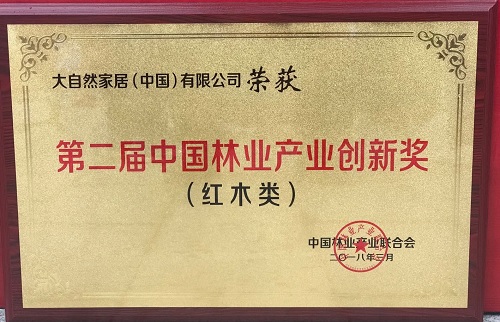 大自然家居(中国)有限公司 荣获
第二届中国林业产业创新奖
(红木类)
中国林业产业联合会
二〇一八年三月